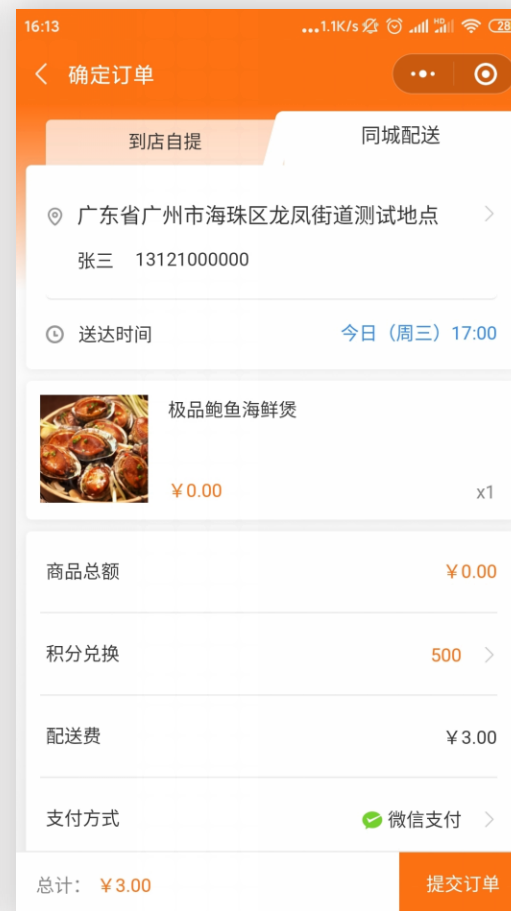 16:13
...1.1K/s HD 28
确定订单
到店自提
同城配送
广东省广州市海珠区龙凤街道测试地点
张三 13121000000
送达时间 今日（周三）17:00
极品鲍鱼海鲜煲
￥0.00 x1
商品总额 ￥0.00
积分兑换 500
配送费 ￥3.00
支付方式 微信支付
总计： ￥3.00 提交订单